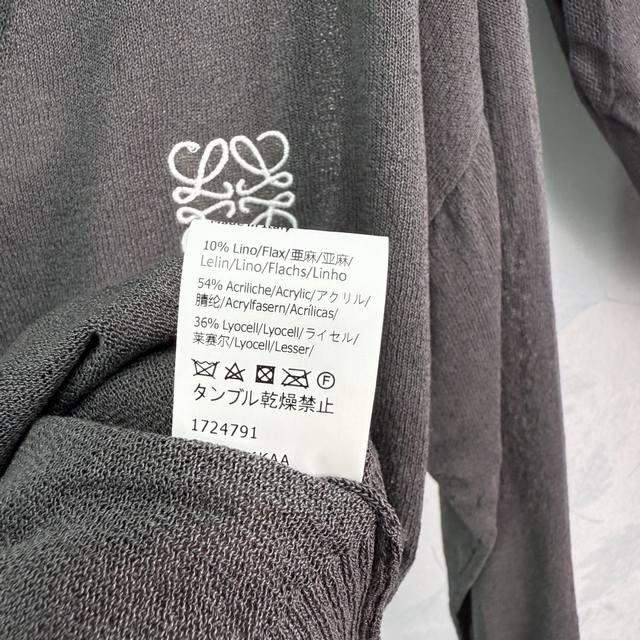 10% Lino/Flax/亜麻/亚麻/
Lelin/Lino/Flachs/Linho
54% Acriliche/Acrylic/アクリル/
腈纶/Acrylfasern/Acrílicas/
36% Lyocell/Lyocell/ライセル/
莱赛尔/Lyocell/Lesser/
F
タンブル乾燥禁止
1724791